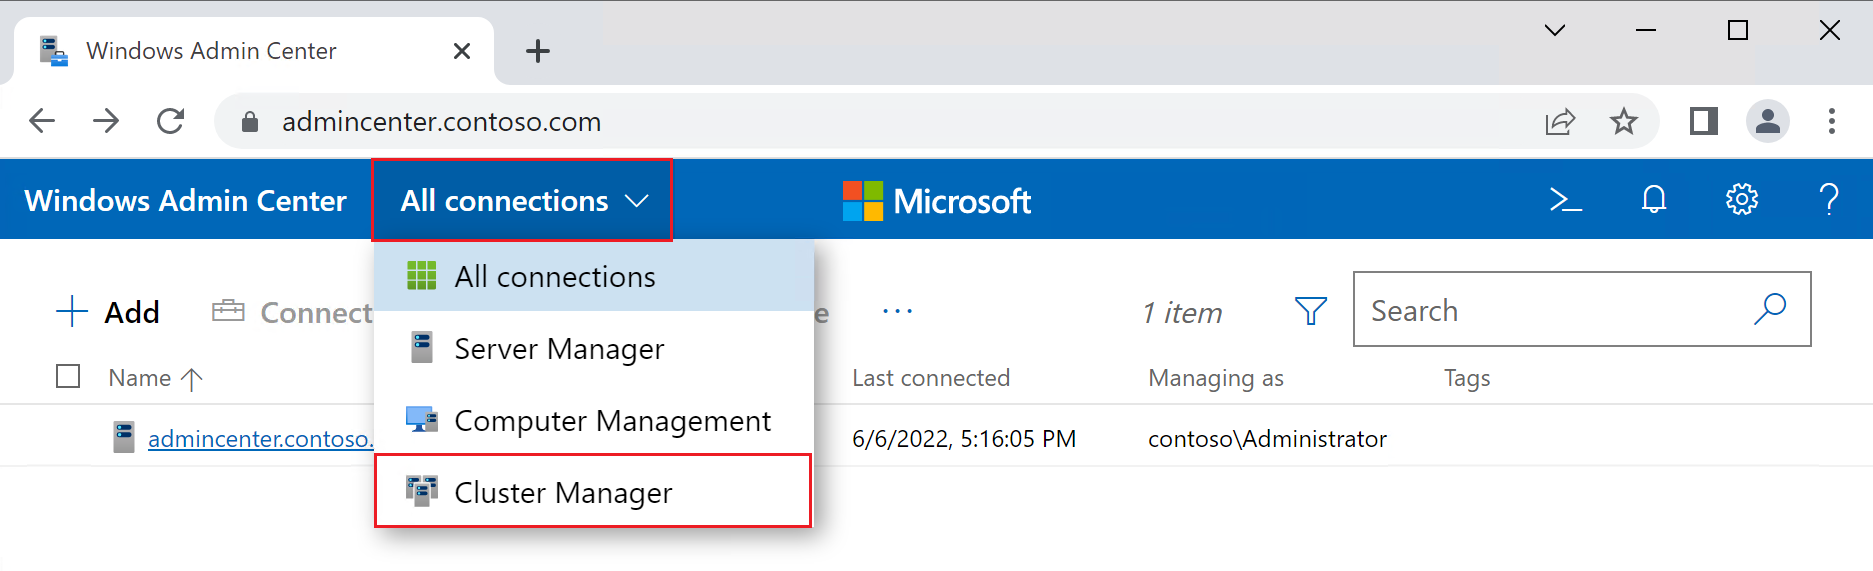 Windows Admin Center
admincenter.contoso.com
Windows Admin Center All connections Microsoft
All connections
Add Connect 1 item Search
Server Manager
Name Last connected Managing as Tags
Computer Management
admincenter.contoso. 6/6/2022, 5:16:05 PM contoso\Administrator
Cluster Manager